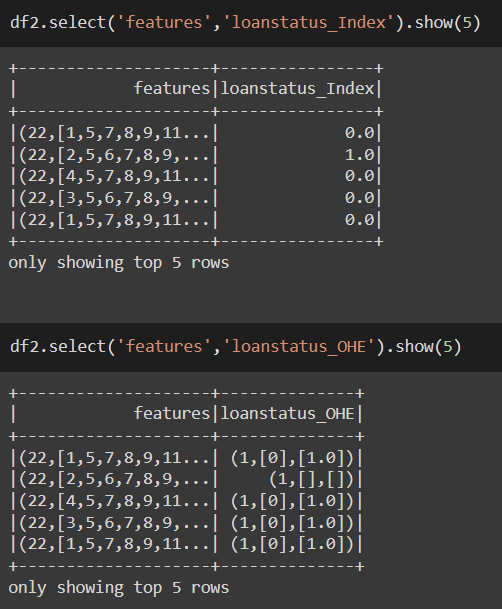 df2.select('features','loanstatus_Index').show(5)
+--------------------+----------------+
|            features|loanstatus_Index|
+--------------------+----------------+
|(22,[1,5,7,8,9,11...|             0.0|
|(22,[2,5,6,7,8,9,...|             1.0|
|(22,[4,5,7,8,9,11...|             0.0|
|(22,[3,5,6,7,8,9,...|             0.0|
|(22,[1,5,7,8,9,11...|             0.0|
+--------------------+----------------+
only showing top 5 rows
df2.select('features','loanstatus_OHE').show(5)
+--------------------+--------------+
|            features|loanstatus_OHE|
+--------------------+--------------+
|(22,[1,5,7,8,9,11...| (1,[0],[1.0])|
|(22,[2,5,6,7,8,9,...|     (1,[],[])|
|(22,[4,5,7,8,9,11...| (1,[0],[1.0])|
|(22,[3,5,6,7,8,9,...| (1,[0],[1.0])|
|(22,[1,5,7,8,9,11...| (1,[0],[1.0])|
+--------------------+--------------+
only showing top 5 rows